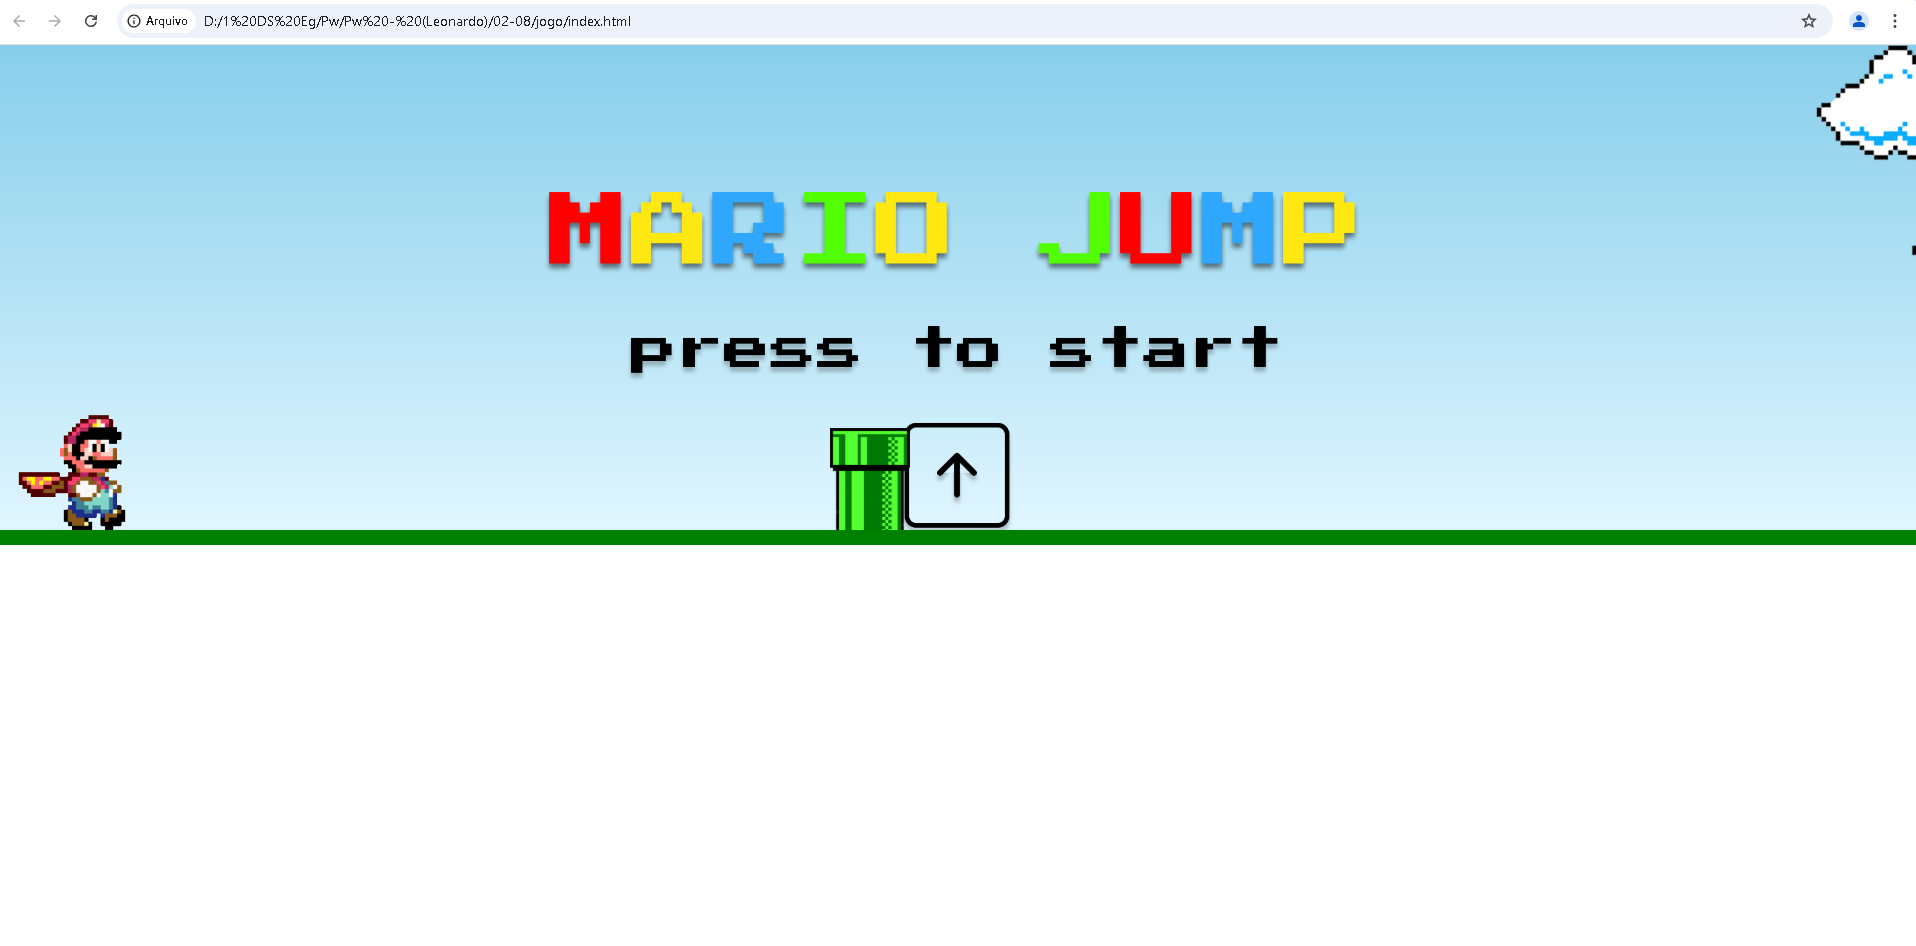 Arquivo D:/1%20DS%20Eg/Pw/Pw%20-%20(Leonardo)/02-08/jogo/index.html
MARIO JUMP
press to start